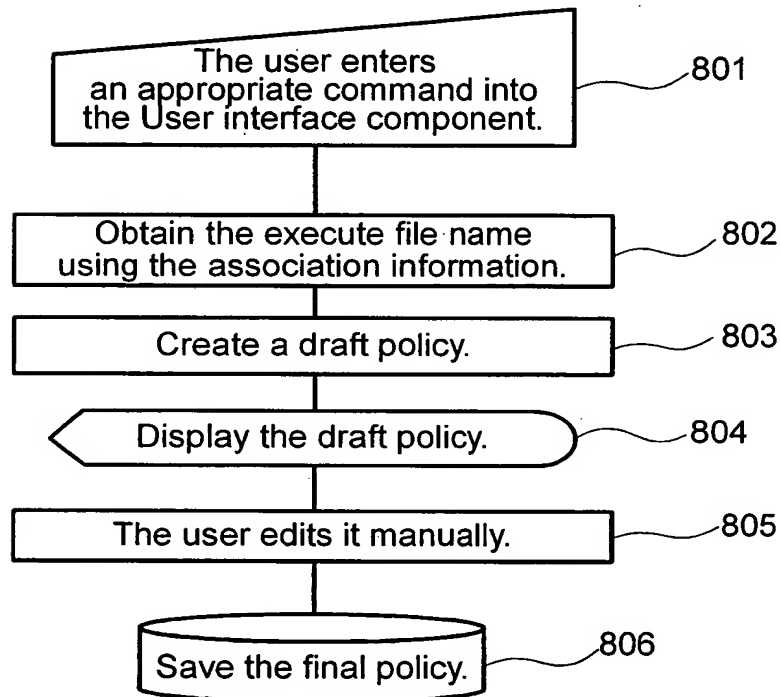 The user enters
an appropriate command into
the User interface component.
801
Obtain the execute file name
using the association information.
802
Create a draft policy.
803
Display the draft policy.
804
The user edits it manually.
805
Save the final policy.
806